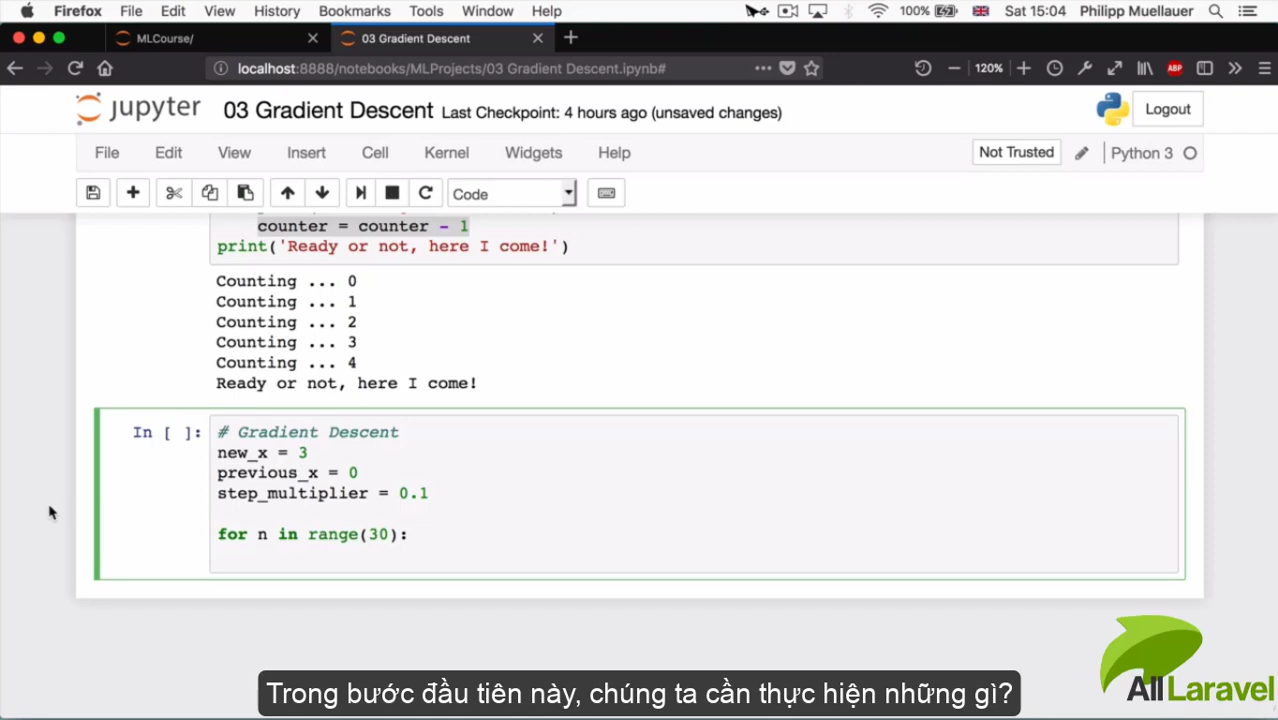 Firefox File Edit View History Bookmarks Tools Window Help 100% Sat 15:04 Philipp Muellauer
MLCourse/ 03 Gradient Descent
localhost:8888/notebooks/MLProjects/03 Gradient Descent.ipynb# 120% ABP
jupyter 03 Gradient Descent Last Checkpoint: 4 hours ago (unsaved changes) Logout
File Edit View Insert Cell Kernel Widgets Help Not Trusted Python 3
Code
counter = counter - 1
print('Ready or not, here I come!')
Counting ... 0
Counting ... 1
Counting ... 2
Counting ... 3
Counting ... 4
Ready or not, here I come!
In [ ]: # Gradient Descent
new_x = 3
previous_x = 0
step_multiplier = 0.1
for n in range(30):
AllLaravel
Trong bước đầu tiên này, chúng ta cần thực hiện những gì?